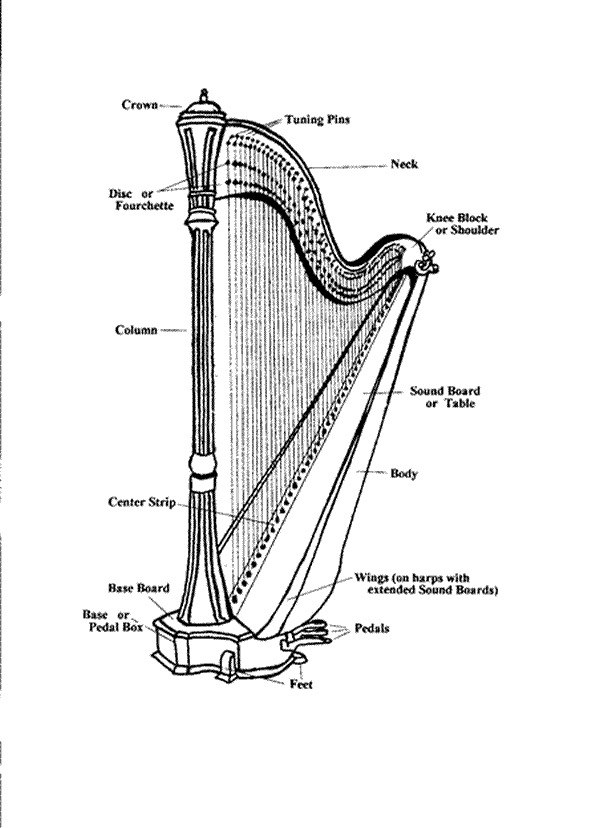 Crown
Tuning Pins
Neck
Disc or
Fourchette
Knee Block
or Shoulder
Column
Sound Board
or Table
Body
Center Strip
Wings (on harps with
extended Sound Boards)
Base Board
Base or
Pedal Box
Pedals
Feet